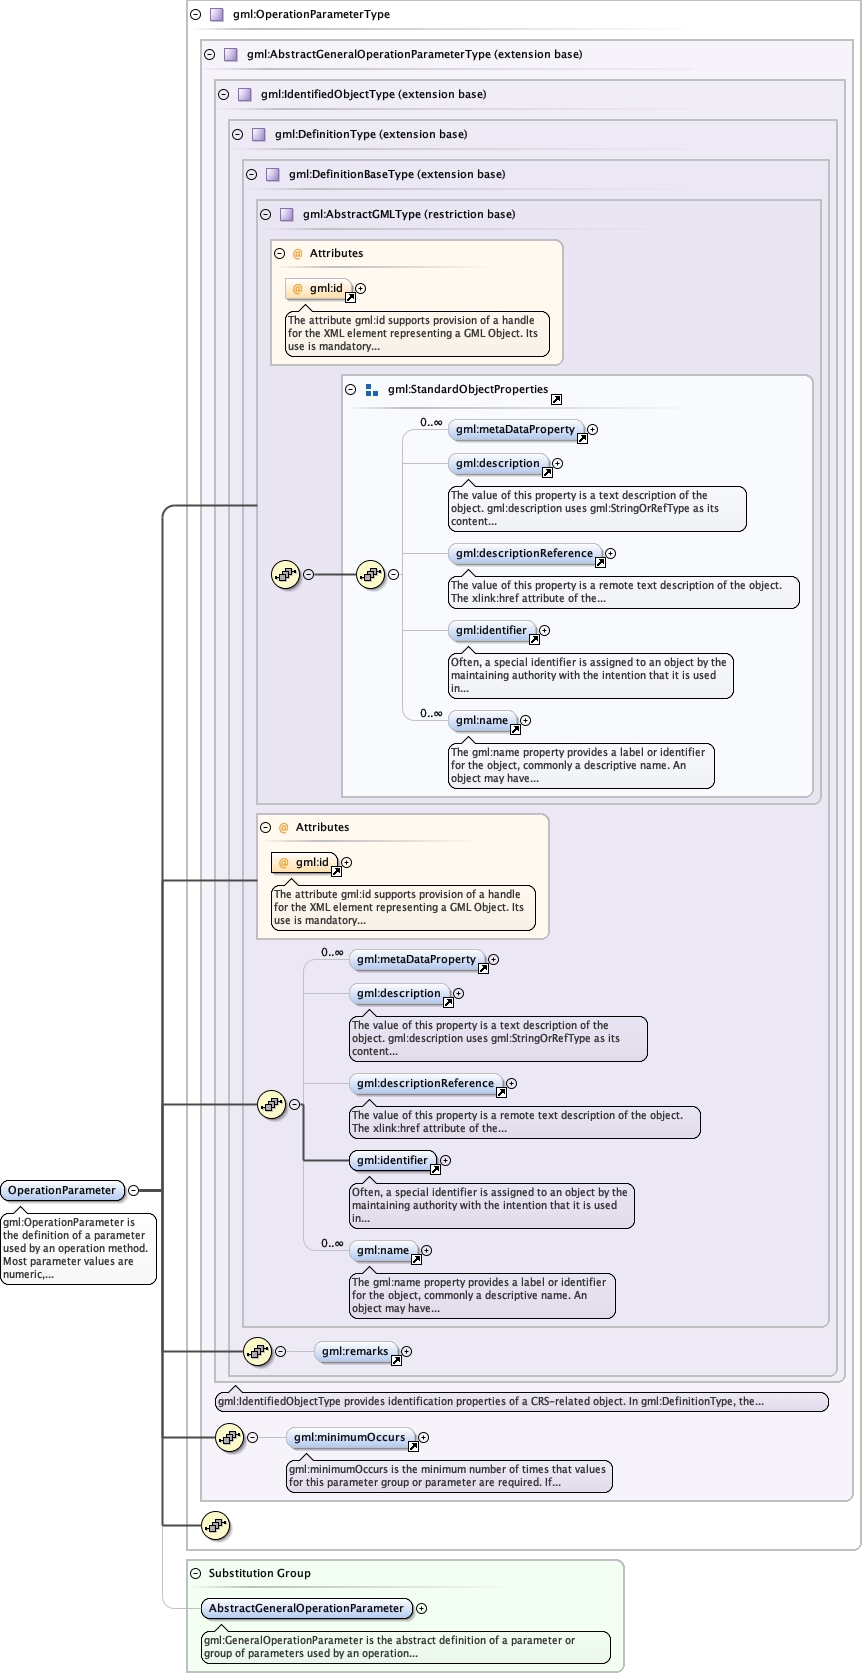 gml:OperationParameterType
gml:AbstractGeneralOperationParameterType (extension base)
gml:IdentifiedObjectType (extension base)
gml:DefinitionType (extension base)
gml:DefinitionBaseType (extension base)
gml:AbstractGMLType (restriction base)
@ Attributes
@ gml:id
The attribute gml:id supports provision of a handle
for the XML element representing a GML Object. Its
use is mandatory...
gml:StandardObjectProperties
0..∞
gml:metaDataProperty
gml:description
The value of this property is a text description of the
object. gml:description uses gml:StringOrRefType as its
content...
gml:descriptionReference
The value of this property is a remote text description of the object.
The xlink:href attribute of the...
gml:identifier
Often, a special identifier is assigned to an object by the
maintaining authority with the intention that it is used
in...
0..∞
gml:name
The gml:name property provides a label or identifier
for the object, commonly a descriptive name. An
object may have...
@ Attributes
@ gml:id
The attribute gml:id supports provision of a handle
for the XML element representing a GML Object. Its
use is mandatory...
0..∞
gml:metaDataProperty
gml:description
The value of this property is a text description of the
object. gml:description uses gml:StringOrRefType as its
content...
gml:descriptionReference
The value of this property is a remote text description of the object.
The xlink:href attribute of the...
gml:identifier
Often, a special identifier is assigned to an object by the
maintaining authority with the intention that it is used
in...
0..∞
gml:name
The gml:name property provides a label or identifier
for the object, commonly a descriptive name. An
object may have...
OperationParameter
gml:OperationParameter is
the definition of a parameter
used by an operation method.
Most parameter values are
numeric,...
gml:remarks
gml:IdentifiedObjectType provides identification properties of a CRS-related object. In gml:DefinitionType, the...
gml:minimumOccurs
gml:minimumOccurs is the minimum number of times that values
for this parameter group or parameter are required. If...
Substitution Group
AbstractGeneralOperationParameter
gml:GeneralOperationParameter is the abstract definition of a parameter or
group of parameters used by an operation...